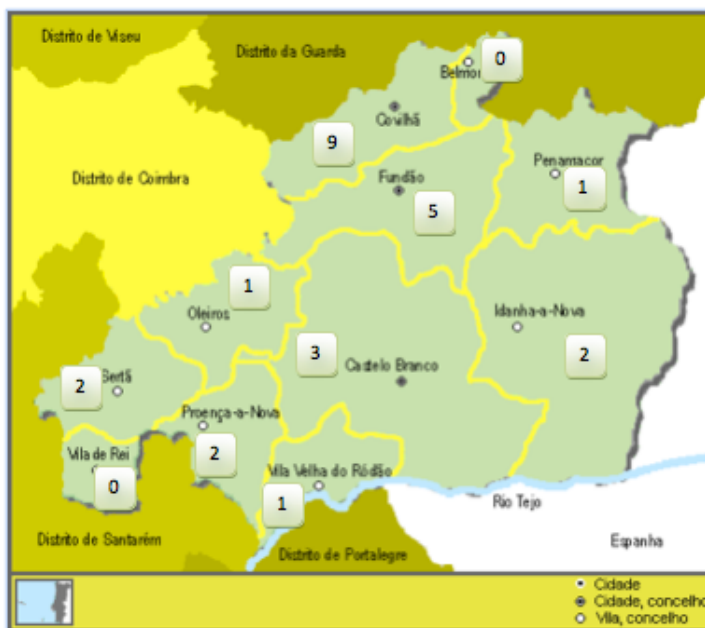 Distrito de Viseu
Distrito da Guarda
0
Covilhã
9
Penamacor
1
Distrito de Coimbra
Fundão
5
1
Oleiros
Idanha-a-Nova
3
2
Castelo Branco
2
Sertã
Proença-a-Nova
2
Vila de Rei
0
Vila Velha do Ródão
1
Rio Tejo
Distrito de Santarém
Distrito de Portalegre
Espanha
Cidade
Cidade, concelho
Vila, concelho